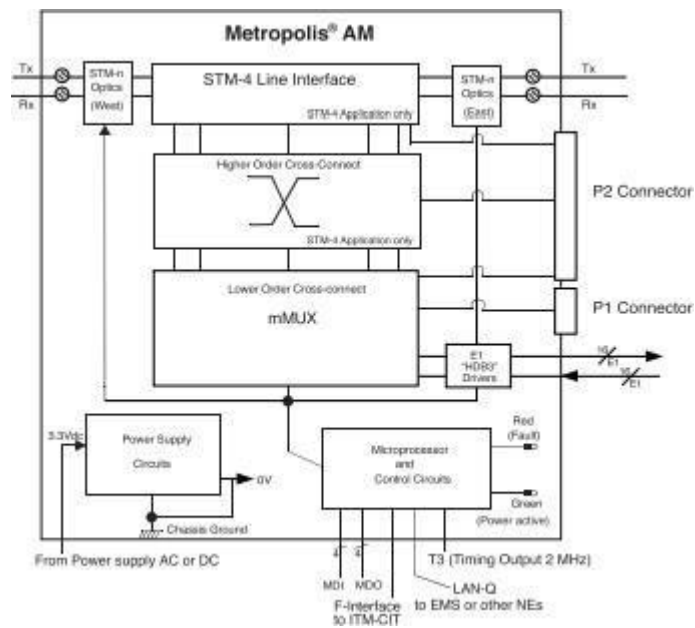 Metropolis® AM
Tx
Rx
STM-n
Optics
(West)
STM-4 Line Interface
STM-4 Application only
STM-n
Optics
(East)
Tx
Rx
Higher Order Cross-Connect
STM-4 Application only
P2 Connector
Lower Order Cross-connect
mMUX
P1 Connector
E1
"HDB3"
Drivers
16
E1
16
E1
3.3Vdc
Power Supply
Circuits
0V
Chassis Ground
From Power supply AC or DC
Microprocessor
and
Control Circuits
Red
(Fault)
Green
(Power active)
4
4
MDI
MDO
F-Interface
to ITM-CIT
LAN-Q
to EMS or other NEs
T3 (Timing Output 2 MHz)